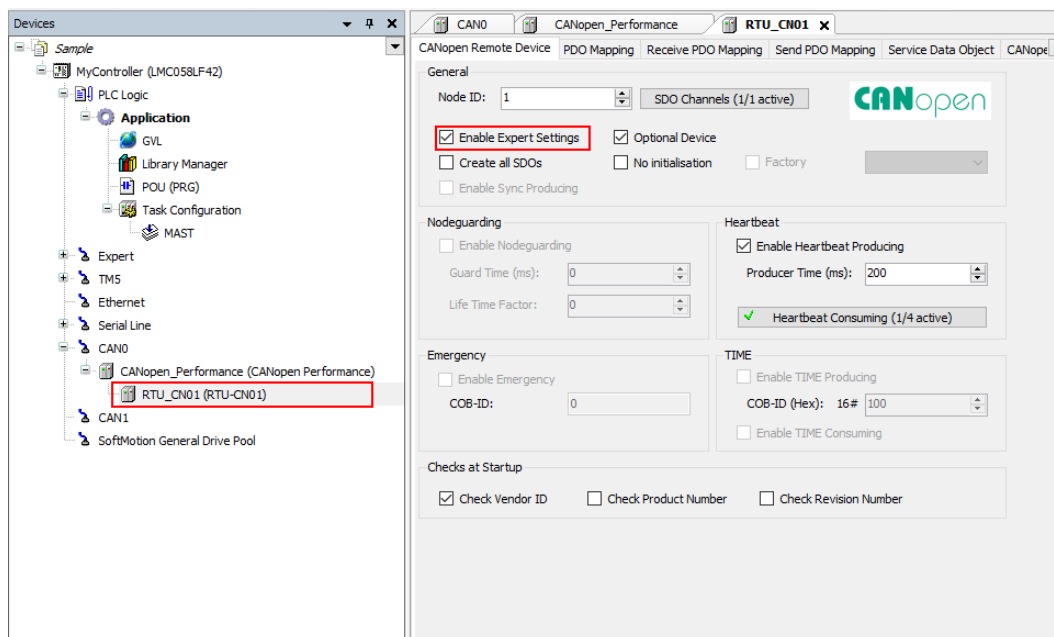 Devices
Sample
MyController (LMC058LF42)
PLC Logic
Application
GVL
Library Manager
POU (PRG)
Task Configuration
MAST
Expert
TM5
Ethernet
Serial Line
CAN0
CANopen_Performance (CANopen Performance)
RTU_CN01 (RTU-CN01)
CAN1
SoftMotion General Drive Pool
CAN0 CANopen_Performance RTU_CN01
CANopen Remote Device PDO Mapping Receive PDO Mapping Send PDO Mapping Service Data Object CANope
General
Node ID: 1 SDO Channels (1/1 active) CANopen
Enable Expert Settings Optional Device
Create all SDOs No initialisation Factory
Enable Sync Producing
Nodeguarding
Enable Nodeguarding
Guard Time (ms): 0
Life Time Factor: 0
Heartbeat
Enable Heartbeat Producing
Producer Time (ms): 200
Heartbeat Consuming (1/4 active)
Emergency
Enable Emergency
COB-ID: 0
TIME
Enable TIME Producing
COB-ID (Hex): 16# 100
Enable TIME Consuming
Checks at Startup
Check Vendor ID Check Product Number Check Revision Number